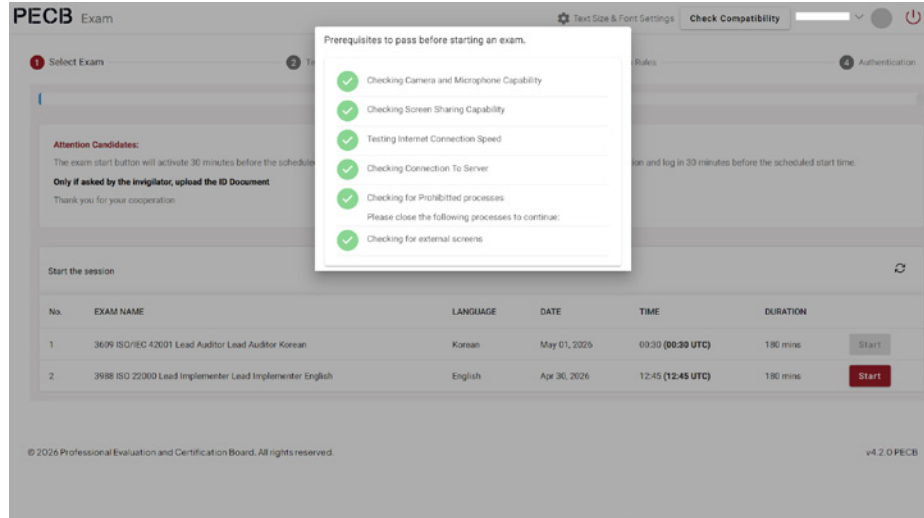 PECB Exam
Text Size & Font Settings
Check Compatibility
Prerequisites to pass before starting an exam.
1 Select Exam
2
Rules
4 Authentication
Checking Camera and Microphone Capability
Checking Screen Sharing Capability
Testing Internet Connection Speed
Checking Connection To Server
Checking for Prohibitted processes
Please close the following processes to continue:
Checking for external screens
Attention Candidates:
The exam start button will activate 30 minutes before the schedule
ion and log in 30 minutes before the scheduled start time.
Only if asked by the invigilator, upload the ID Document
Thank you for your cooperation
Start the session
No. EXAM NAME LANGUAGE DATE TIME DURATION
1 3609 ISO/IEC 42001 Lead Auditor Lead Auditor Korean Korean May 01, 2026 09:30 (00:30 UTC) 180 mins Start
2 3988 ISO 22000 Lead Implementer Lead Implementer English English Apr 30, 2026 12:45 (12:45 UTC) 180 mins Start
© 2026 Professional Evaluation and Certification Board. All rights reserved.
v4.2.0 PECB